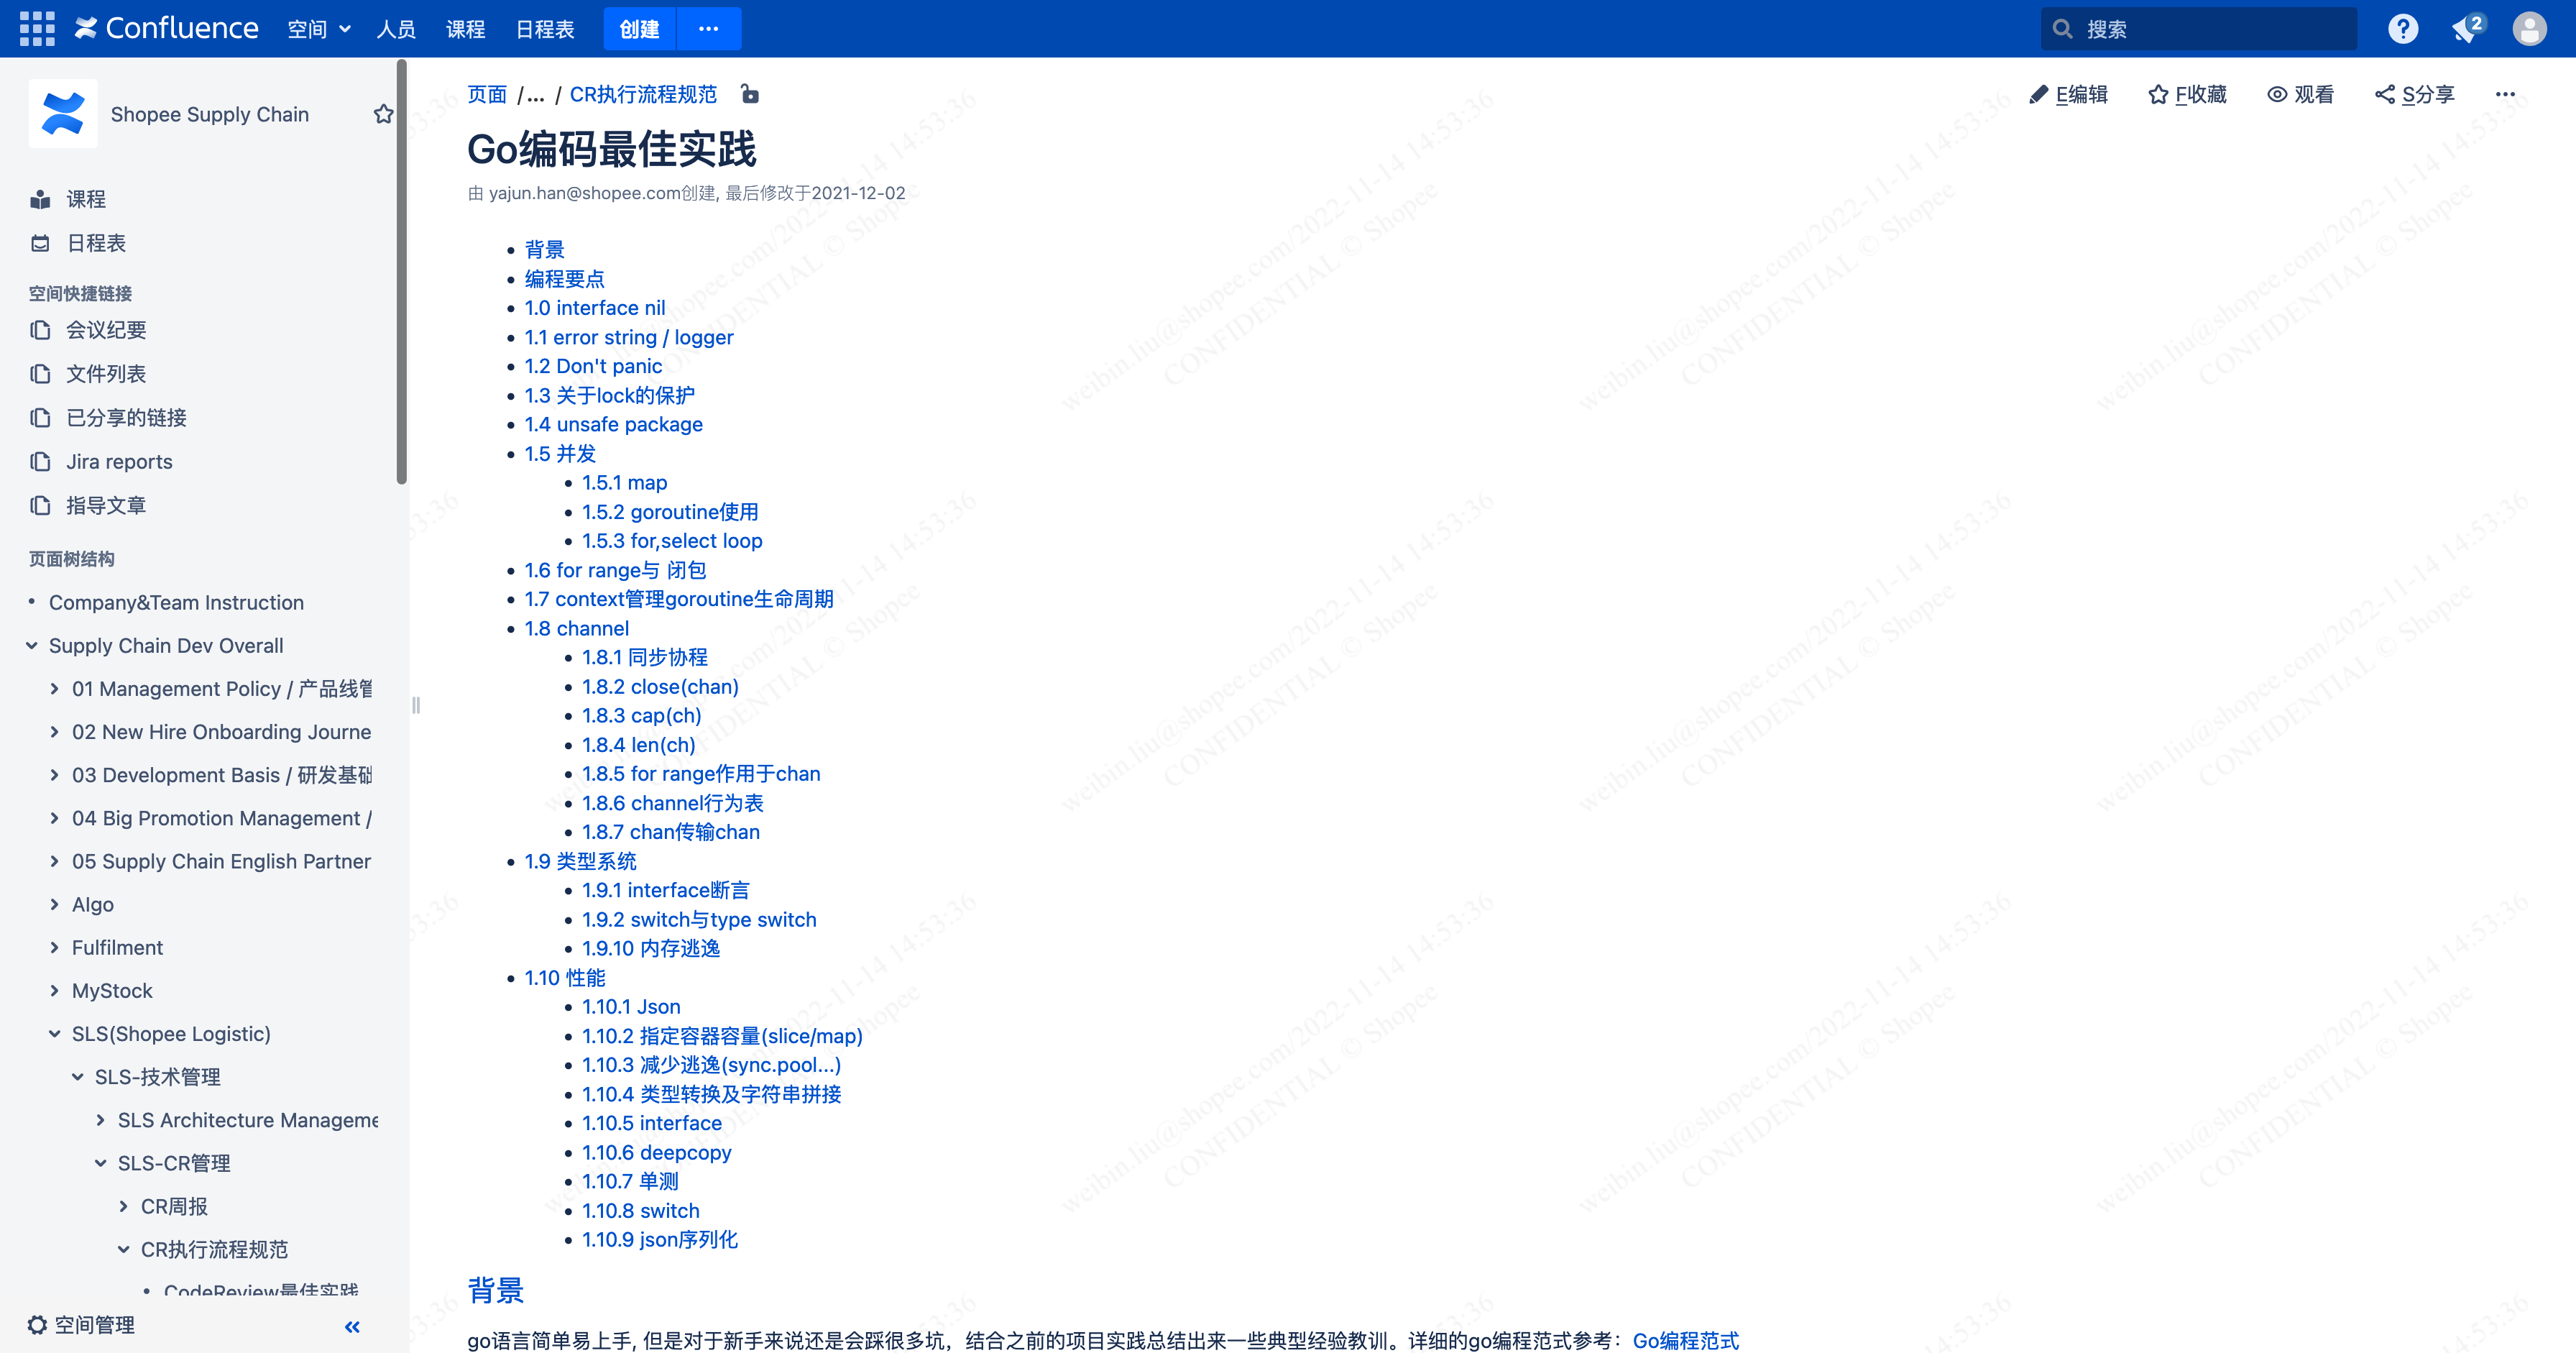 Confluence 空间 人员 课程 日程表 创建 ··· 搜索 2
Shopee Supply Chain
课程
日程表
空间快捷链接
会议纪要
文件列表
已分享的链接
Jira reports
指导文章
页面树结构
Company&Team Instruction
Supply Chain Dev Overall
01 Management Policy / 产品线管
02 New Hire Onboarding Journe
03 Development Basis / 研发基础
04 Big Promotion Management /
05 Supply Chain English Partner
Algo
Fulfilment
MyStock
SLS(Shopee Logistic)
SLS-技术管理
SLS Architecture Manageme
SLS-CR管理
CR周报
CR执行流程规范
CodeReview最佳实践
空间管理
页面 /... / CR执行流程规范
E编辑 F收藏 观看 S分享 ···
Go编码最佳实践
由 yajun.han@shopee.com创建, 最后修改于2021-12-02
背景
编程要点
1.0 interface nil
1.1 error string / logger
1.2 Don't panic
1.3 关于lock的保护
1.4 unsafe package
1.5 并发
1.5.1 map
1.5.2 goroutine使用
1.5.3 for,select loop
1.6 for range与 闭包
1.7 context管理goroutine生命周期
1.8 channel
1.8.1 同步协程
1.8.2 close(chan)
1.8.3 cap(ch)
1.8.4 len(ch)
1.8.5 for range作用于chan
1.8.6 channel行为表
1.8.7 chan传输chan
1.9 类型系统
1.9.1 interface断言
1.9.2 switch与type switch
1.9.10 内存逃逸
1.10 性能
1.10.1 Json
1.10.2 指定容器容量(slice/map)
1.10.3 减少逃逸(sync.pool...)
1.10.4 类型转换及字符串拼接
1.10.5 interface
1.10.6 deepcopy
1.10.7 单测
1.10.8 switch
1.10.9 json序列化
背景
go语言简单易上手, 但是对于新手来说还是会踩很多坑，结合之前的项目实践总结出来一些典型经验教训。详细的go编程范式参考：Go编程范式
weibin.liu@shopee.com/2022-11-14 14:53:36
CONFIDENTIAL © Shopee